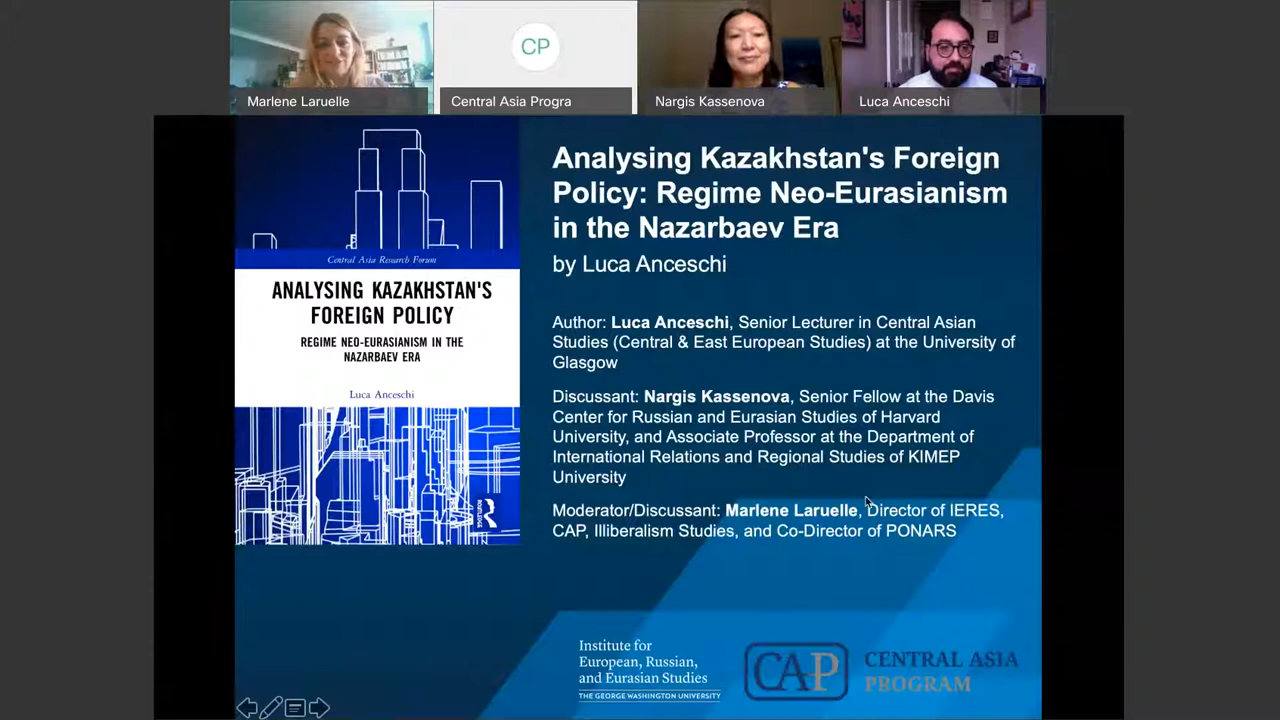 Marlene Laruelle
CP
Central Asia Progra
Nargis Kassenova
Luca Anceschi
Central Asia Research Forum
ANALYSING KAZAKHSTAN'S
FOREIGN POLICY
REGIME NEO-EURASIANISM IN THE
NAZARBAEV ERA
Luca Anceschi
ROUTLEDGE
Analysing Kazakhstan's Foreign
Policy: Regime Neo-Eurasianism
in the Nazarbaev Era
by Luca Anceschi
Author: Luca Anceschi, Senior Lecturer in Central Asian
Studies (Central & East European Studies) at the University of
Glasgow
Discussant: Nargis Kassenova, Senior Fellow at the Davis
Center for Russian and Eurasian Studies of Harvard
University, and Associate Professor at the Department of
International Relations and Regional Studies of KIMEP
University
Moderator/Discussant: Marlene Laruelle, Director of IERES,
CAP, Illiberalism Studies, and Co-Director of PONARS
Institute for
European, Russian,
and Eurasian Studies
THE GEORGE WASHINGTON UNIVERSITY
CAP
CENTRAL ASIA
PROGRAM